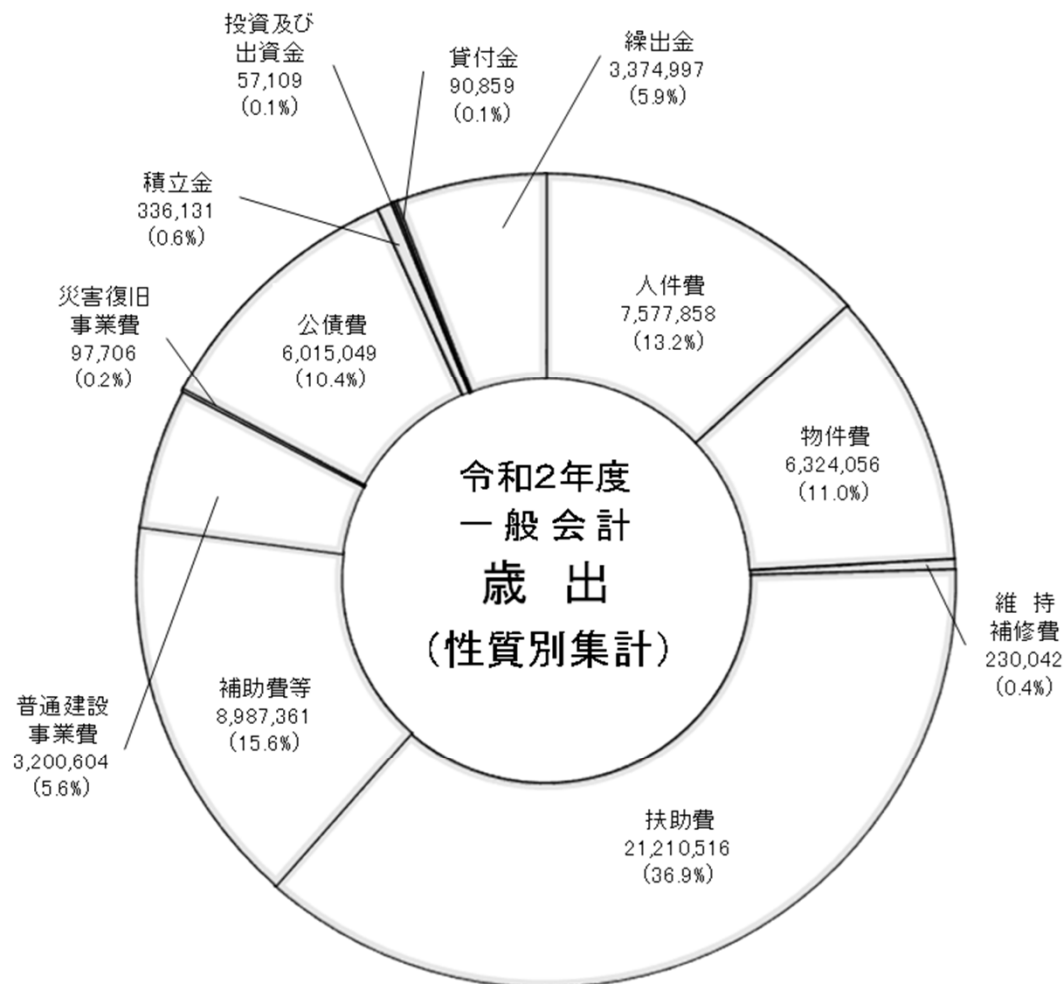 投資及び
出資金
57,109
(0.1%)
貸付金
90,859
(0.1%)
繰出金
3,374,997
(5.9%)
積立金
336,131
(0.6%)
災害復旧
事業費
97,706
(0.2%)
公債費
6,015,049
(10.4%)
人件費
7,577,858
(13.2%)
物件費
6,324,056
(11.0%)
令和2年度
一般会計
歳出
(性質別集計)
維持
補修費
230,042
(0.4%)
普通建設
事業費
3,200,604
(5.6%)
補助費等
8,987,361
(15.6%)
扶助費
21,210,516
(36.9%)